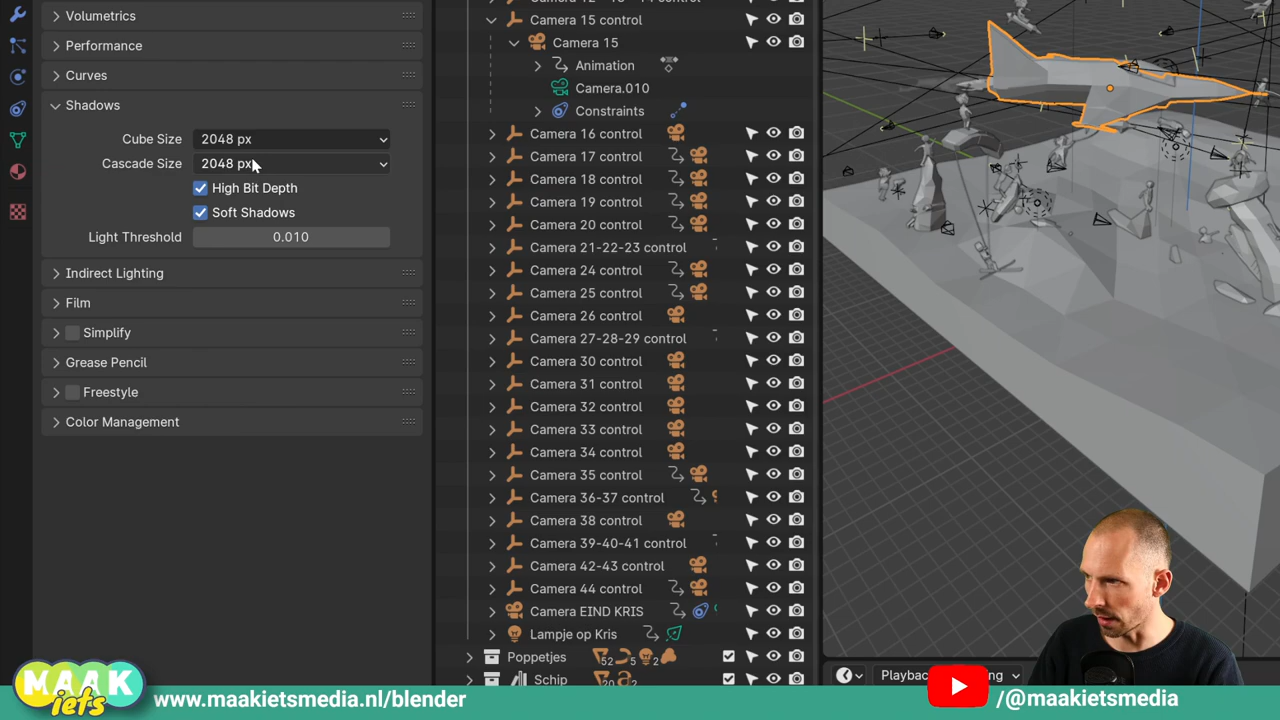 Volumetrics
Performance
Curves
Shadows
Cube Size 2048 px
Cascade Size 2048 px
High Bit Depth
Soft Shadows
Light Threshold 0.010
Indirect Lighting
Film
Simplify
Grease Pencil
Freestyle
Color Management
Camera 15 control
Camera 15
Animation
Camera.010
Constraints
Camera 16 control
Camera 17 control
Camera 18 control
Camera 19 control
Camera 20 control
Camera 21-22-23 control
Camera 24 control
Camera 25 control
Camera 26 control
Camera 27-28-29 control
Camera 30 control
Camera 31 control
Camera 32 control
Camera 33 control
Camera 34 control
Camera 35 control
Camera 36-37 control
Camera 38 control
Camera 39-40-41 control
Camera 42-43 control
Camera 44 control
Camera EIND KRIS
Lampje op Kris
Poppetjes 52 5 2
Schip 20 2
MAAK
iets
www.maakietsmedia.nl/blender
/@maakietsmedia